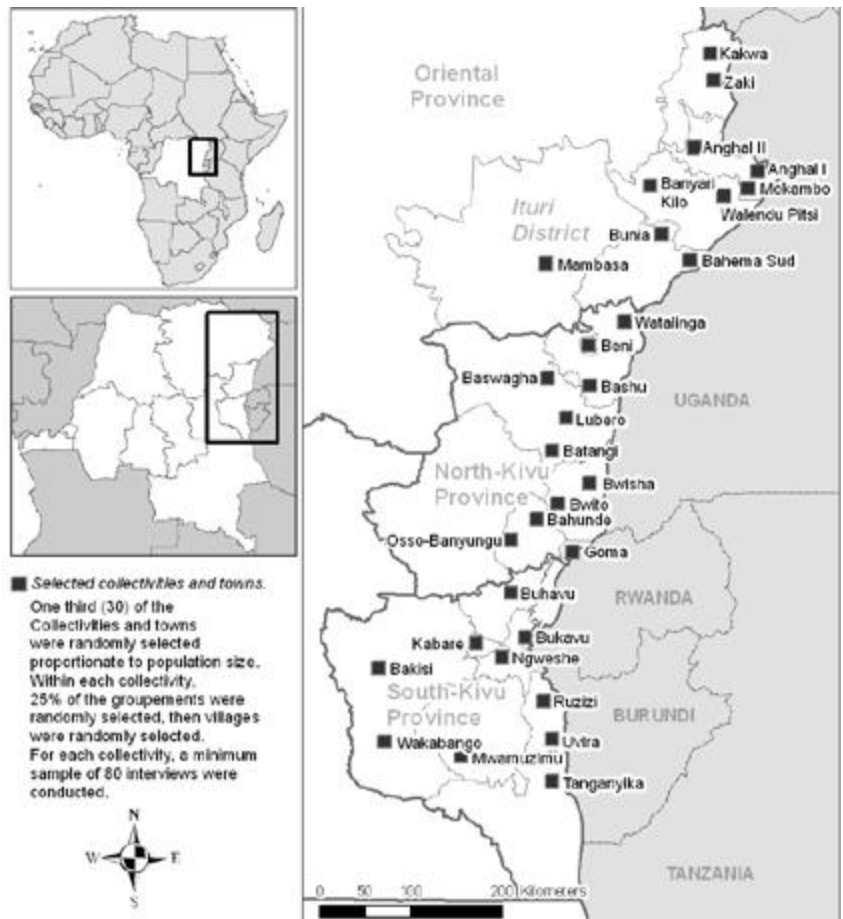 Oriental
Province
Kakwa
Zaki
Anghal II
Anghal I
Mokambo
Banyari
Kilo
Walendu Pitsi
Ituri
District
Bunia
Bahema Sud
Mambasa
Watalinga
Beni
Baswagha
Bashu
UGANDA
Lubero
Batangi
North-Kivu
Province
Bwisha
Bwito
Bahunde
Osso-Banyungu
Goma
Selected collectivities and towns.
One third (30) of the
Collectivities and towns
were randomly selected
proportionate to population size.
Within each collectivity,
25% of the groupements were
randomly selected, then villages
were randomly selected.
For each collectivity, a minimum
sample of 80 interviews were
conducted.
Buhavu
RWANDA
Kabare
Bukavu
Ngweshe
Bakisi
South-Kivu
Province
Ruzizi
BURUNDI
Wakabango
Uvira
Mwamuzimu
Tanganyika
N
W E
S
TANZANIA
0 50 100 200 Kilometers